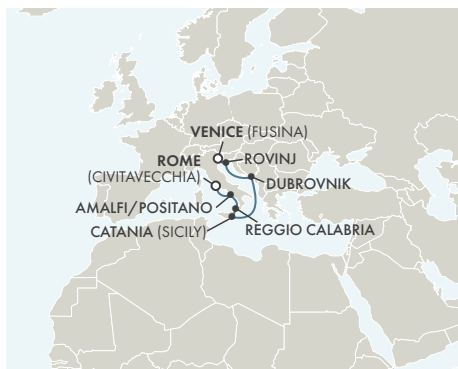 VENICE (FUSINA)
ROME
(CIVITAVECCHIA)
ROVINJ
DUBROVNIK
AMALFI/POSITANO
CATANIA (SICILY)
REGGIO CALABRIA